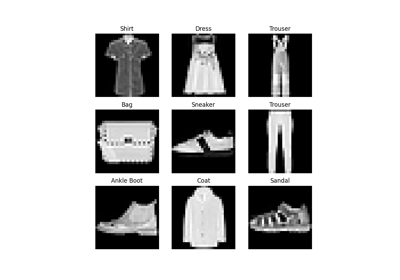 Shirt Dress Trouser
Bag Sneaker Trouser
Ankle Boot Coat Sandal